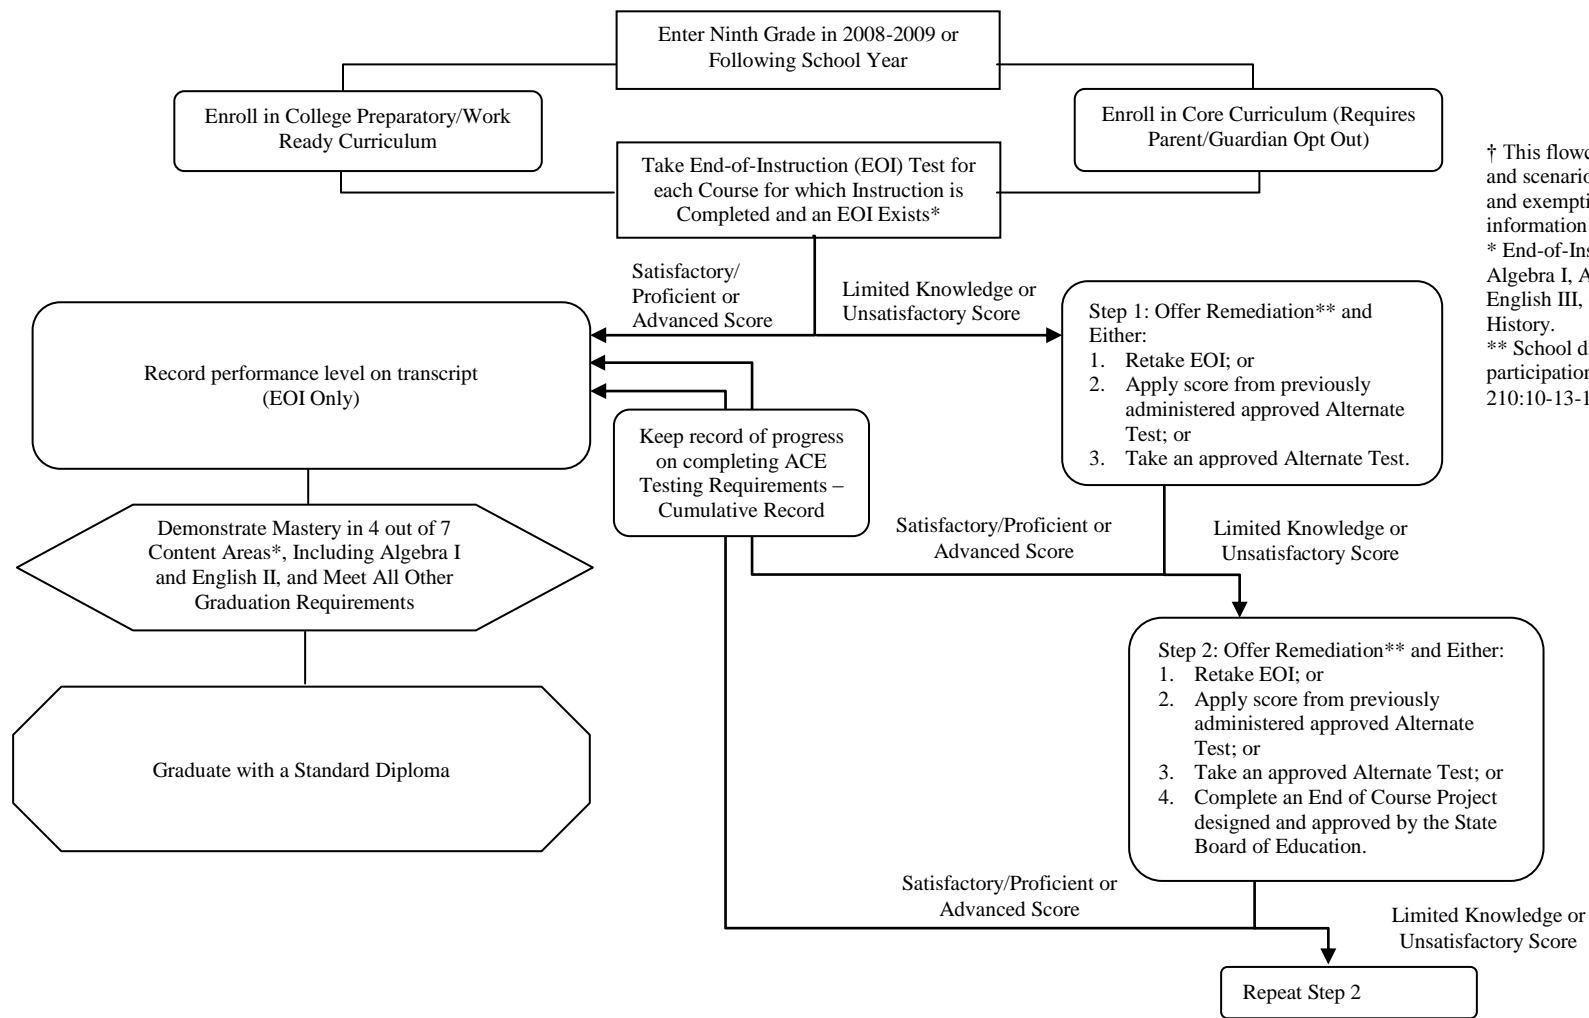 Enter Ninth Grade in 2008-2009 or
Following School Year
Enroll in College Preparatory/Work
Ready Curriculum
Enroll in Core Curriculum (Requires
Parent/Guardian Opt Out)
Take End-of-Instruction (EOI) Test for
each Course for which Instruction is
Completed and an EOI Exists*
† This
and
and
information
* 
Algebra I,
English III,
History.
** School
participation
Satisfactory/
Proficient or
Advanced Score
Limited Knowledge or
Unsatisfactory Score
Record performance level on transcript
(EOI Only)
Step 1: Offer Remediation** and
Either:
1. Retake EOI; or
2. Apply score from previously
administered approved Alternate
Test; or
3. Take an approved Alternate Test.
Keep record of progress
on completing ACE
Testing Requirements –
Cumulative Record
Satisfactory/Proficient or
Advanced Score
Limited Knowledge or
Unsatisfactory Score
Demonstrate Mastery in 4 out of 7
Content Areas*, Including Algebra I
and English II, and Meet All Other
Graduation Requirements
Step 2: Offer Remediation** and Either:
1. Retake EOI; or
2. Apply score from previously
administered approved Alternate
Test; or
3. Take an approved Alternate Test; or
4. Complete an End of Course Project
designed and approved by the State
Board of Education.
Graduate with a Standard Diploma
Satisfactory/Proficient or
Advanced Score
Limited Knowledge or
Unsatisfactory Score
Repeat Step 2